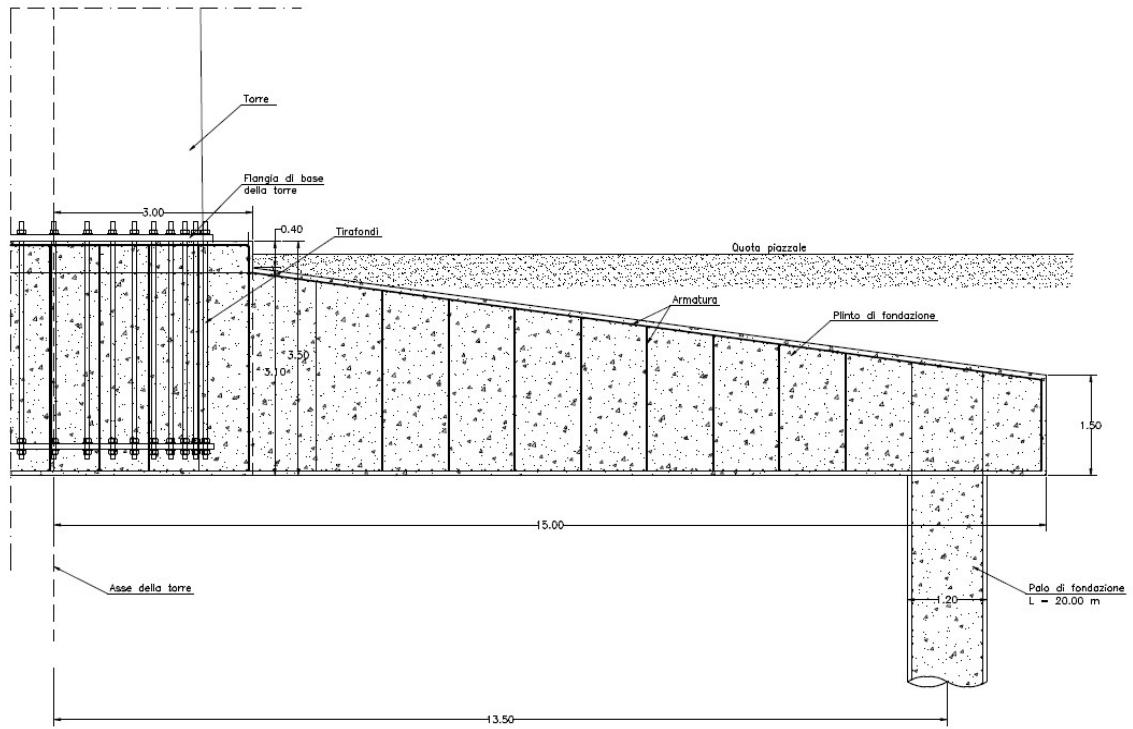 Torre
Flangia di base
della torre
3.00
0.40
Tirafondi
Quota piazzale
Armatura
Plinto di fondazione
3.50
3.10
1.50
15.00
Asse della torre
Palo di fondazione
L = 20.00 m
1.20
13.50